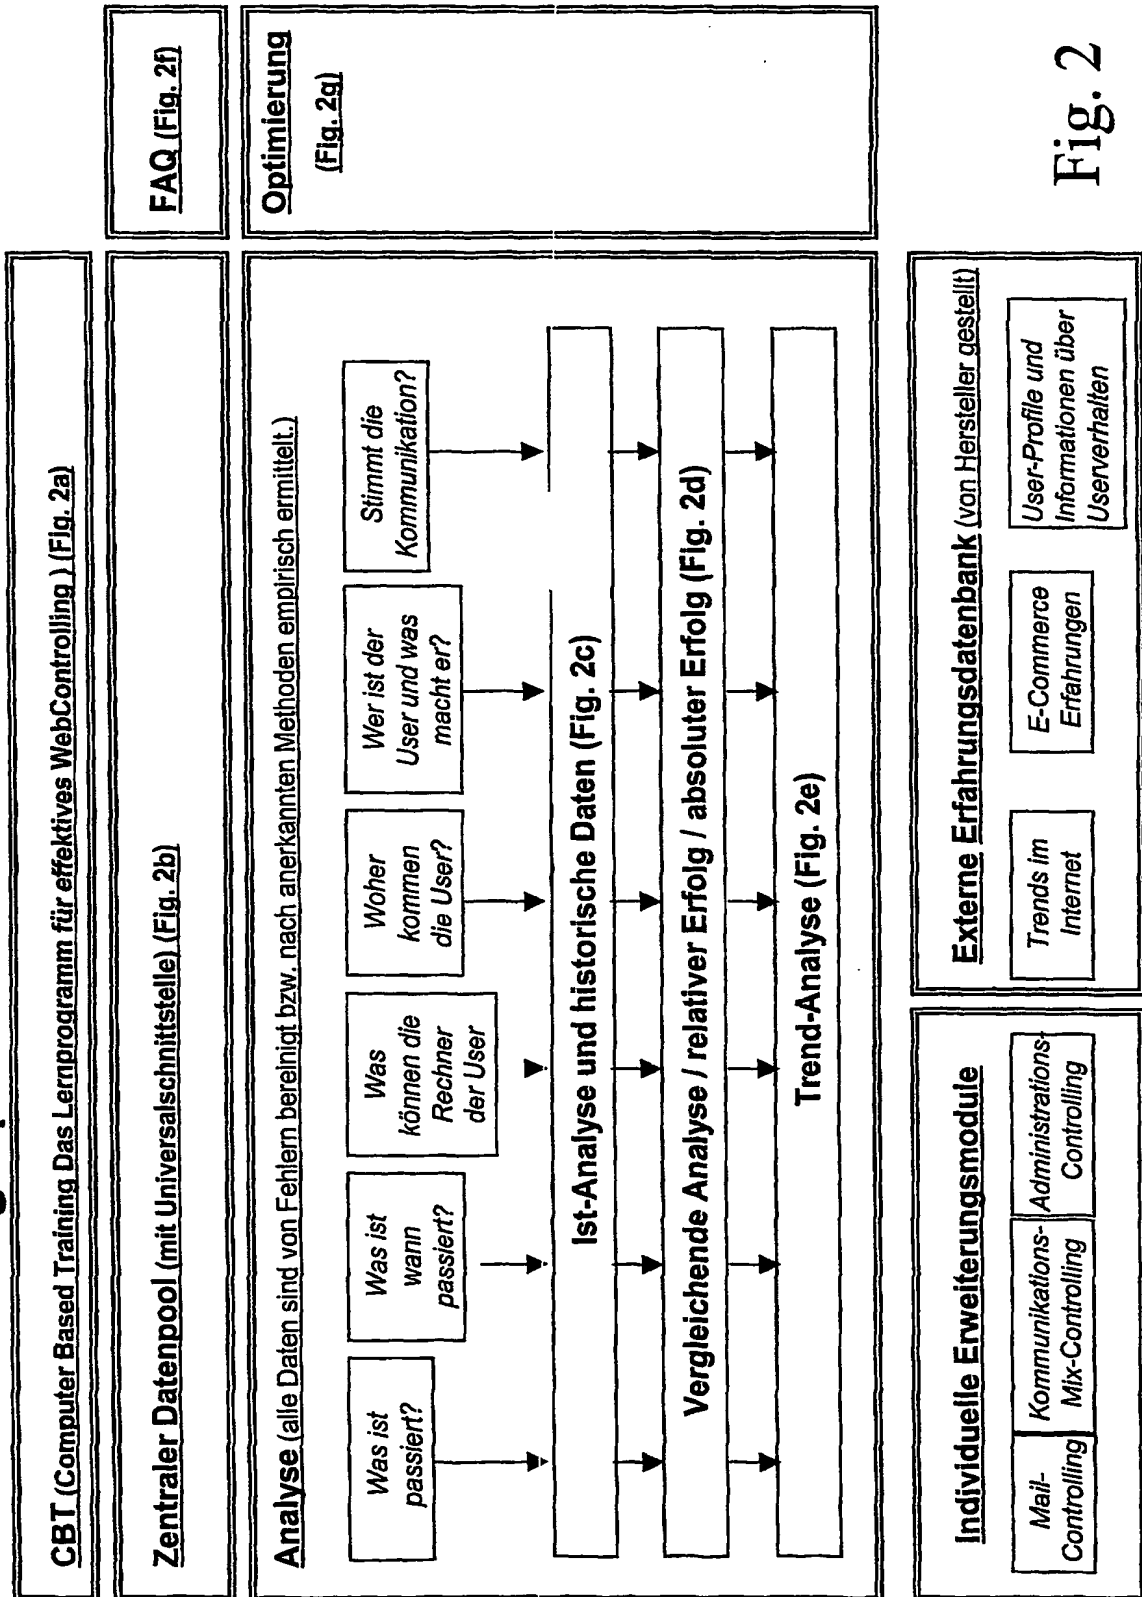 CBT (Computer Based Training Das Lernprogramm für effektives WebControlling ) (Fig. 2a)
Zentraler Datenpool (mit Universalschnittstelle) (Fig. 2b)
FAQ (Fig. 2f)
Analyse (alle Daten sind von Fehlern bereinigt bzw. nach anerkannten Methoden empirisch ermittelt.)
Optimierung
(Fig. 2g)
Was ist
passiert?
Was ist
wann
passiert?
Was
können die
Rechner
der User
Woher
kommen
die User?
Wer ist der
User und was
macht er?
Stimmt die
Kommunikation?
Ist-Analyse und historische Daten (Fig. 2c)
Vergleichende Analyse / relativer Erfolg / absoluter Erfolg (Fig. 2d)
Trend-Analyse (Fig. 2e)
Individuelle Erweiterungsmodule
Mail-
Controlling
Kommunikations-
Mix-Controlling
Administrations-
Controlling
Externe Erfahrungsdatenbank (von Hersteller gestellt)
Trends im
Internet
E-Commerce
Erfahrungen
User-Profile und
Informationen über
Userverhalten
Fig. 2